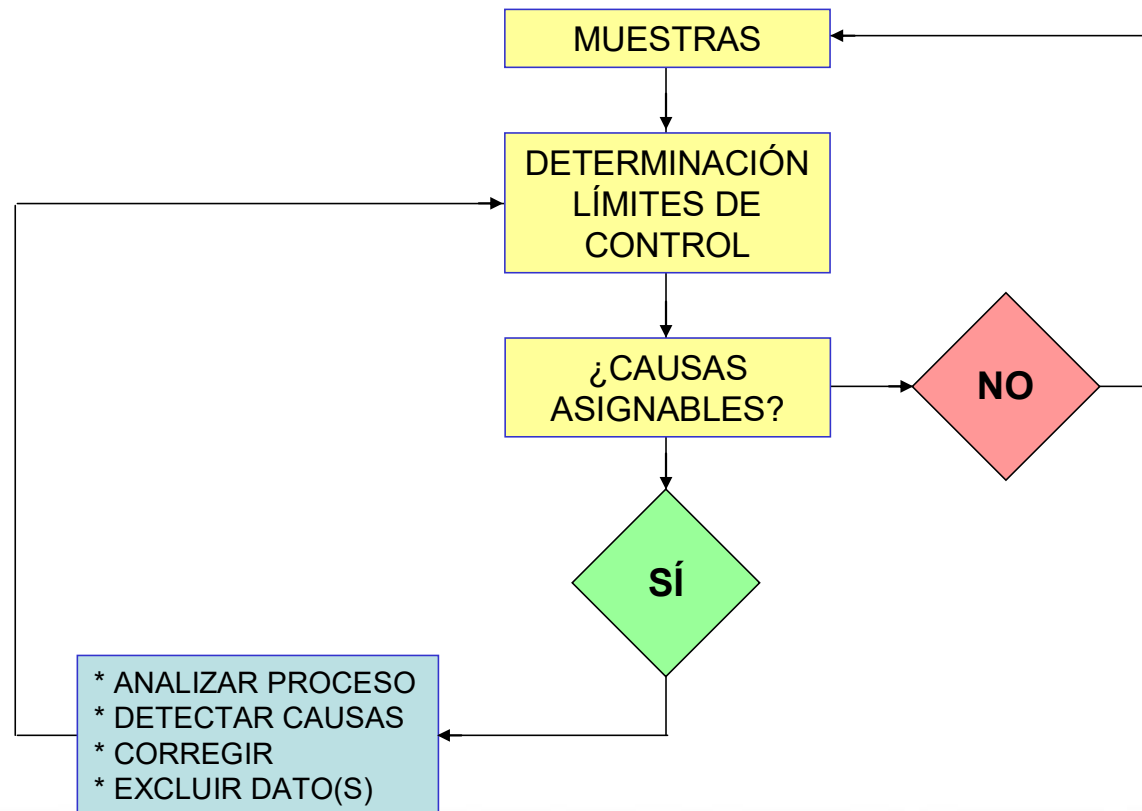 MUESTRAS
DETERMINACIÓN
LÍMITES DE
CONTROL
¿CAUSAS
ASIGNABLES?
NO
SÍ
* ANALIZAR PROCESO
* DETECTAR CAUSAS
* CORREGIR
* EXCLUIR DATO(S)